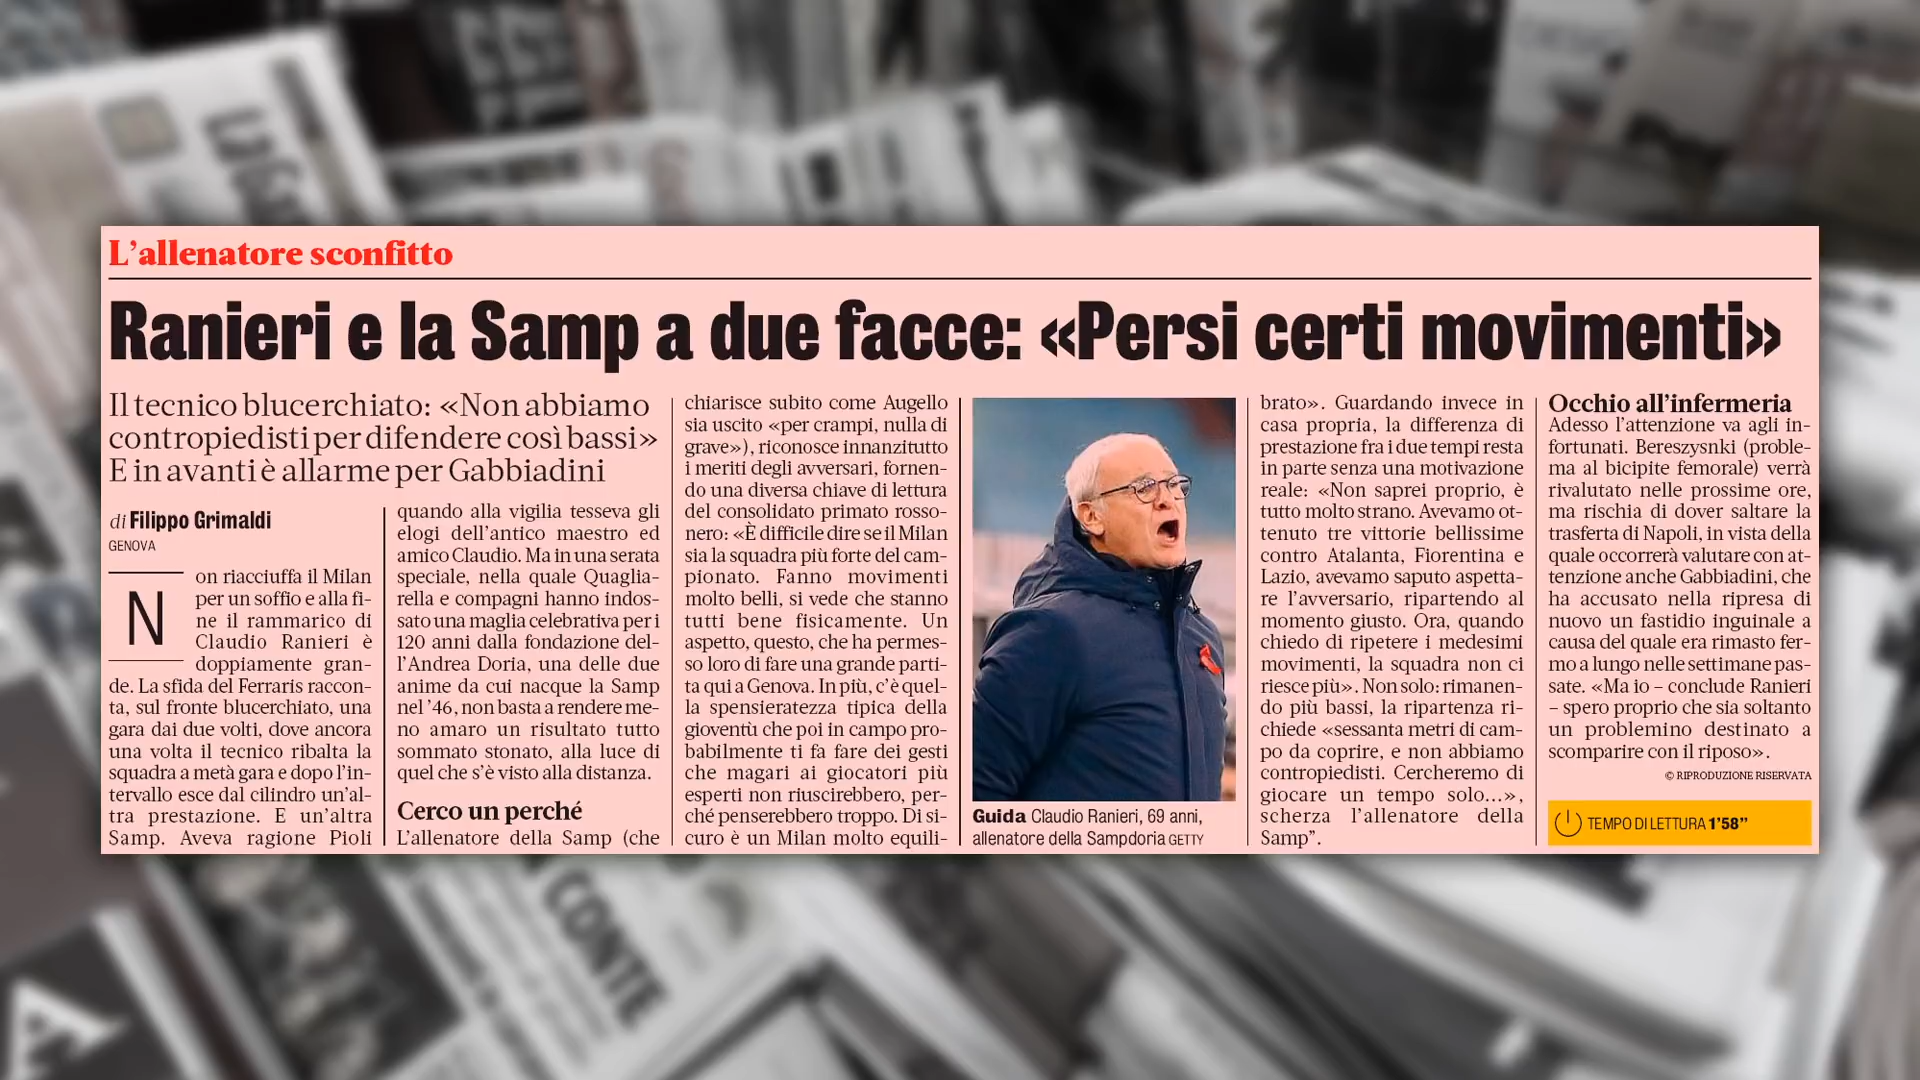 L'allenatore sconfitto
Ranieri e la Samp a due facce: «Persi certi movimenti»
Il tecnico blucerchiato: «Non abbiamo
contropiedisti per difendere così bassi»
E in avanti è allarme per Gabbiadini
di Filippo Grimaldi
GENOVA
N
on riacciuffa il Milan
per un soffio e alla fi-
ne il rammarico di
Claudio Ranieri è
doppiamente gran-
de. La sfida del Ferraris raccon-
ta, sul fronte blucerchiato, una
gara dai due volti, dove ancora
una volta il tecnico ribalta la
squadra a metà gara e dopo l'in-
tervallo esce dal cilindro un'al-
tra prestazione. E un'altra
Samp. Aveva ragione Pioli
quando alla vigilia tesseva gli
elogi dell'antico maestro ed
amico Claudio. Ma in una serata
speciale, nella quale Quaglia-
rella e compagni hanno indos-
sato una maglia celebrativa per i
120 anni dalla fondazione del-
l'Andrea Doria, una delle due
anime da cui nacque la Samp
nel '46, non basta a rendere me-
no amaro un risultato tutto
sommato stonato, alla luce di
quel che s'è visto alla distanza.
Cerco un perché
L'allenatore della Samp (che
chiarisce subito come Augello
sia uscito «per crampi, nulla di
grave»), riconosce innanzitutto
i meriti degli avversari, fornen-
do una diversa chiave di lettura
del consolidato primato rosso-
nero: «È difficile dire se il Milan
sia la squadra più forte del cam-
pionato. Fanno movimenti
molto belli, si vede che stanno
tutti bene fisicamente. Un
aspetto, questo, che ha permes-
so loro di fare una grande parti-
ta qui a Genova. In più, c'è quel-
la spensieratezza tipica della
gioventù che poi in campo pro-
babilmente ti fa fare dei gesti
che magari ai giocatori più
esperti non riuscirebbero, per-
ché penserebbero troppo. Di si-
curo è un Milan molto equili-
Guida Claudio Ranieri, 69 anni,
allenatore della Sampdoria GETTY
brato». Guardando invece in
casa propria, la differenza di
prestazione fra i due tempi resta
in parte senza una motivazione
reale: «Non saprei proprio, è
tutto molto strano. Avevamo ot-
tenuto tre vittorie bellissime
contro Atalanta, Fiorentina e
Lazio, avevamo saputo aspetta-
re l'avversario, ripartendo al
momento giusto. Ora, quando
chiedo di ripetere i medesimi
movimenti, la squadra non ci
riesce più». Non solo: rimanen-
do più bassi, la ripartenza ri-
chiede «sessanta metri di cam-
po da coprire, e non abbiamo
contropiedisti. Cercheremo di
giocare un tempo solo...»,
scherza l'allenatore della
Samp”.
Occhio all'infermeria
Adesso l'attenzione va agli in-
fortunati. Bereszysnki (proble-
ma al bicipite femorale) verrà
rivalutato nelle prossime ore,
ma rischia di dover saltare la
trasferta di Napoli, in vista della
quale occorrerà valutare con at-
tenzione anche Gabbiadini, che
ha accusato nella ripresa di
nuovo un fastidio inguinale a
causa del quale era rimasto fer-
mo a lungo nelle settimane pas-
sate. «Ma io – conclude Ranieri
– spero proprio che sia soltanto
un problemino destinato a
scomparire con il riposo».
© RIPRODUZIONE RISERVATA
TEMPO DI LETTURA 1'58”
CONTE